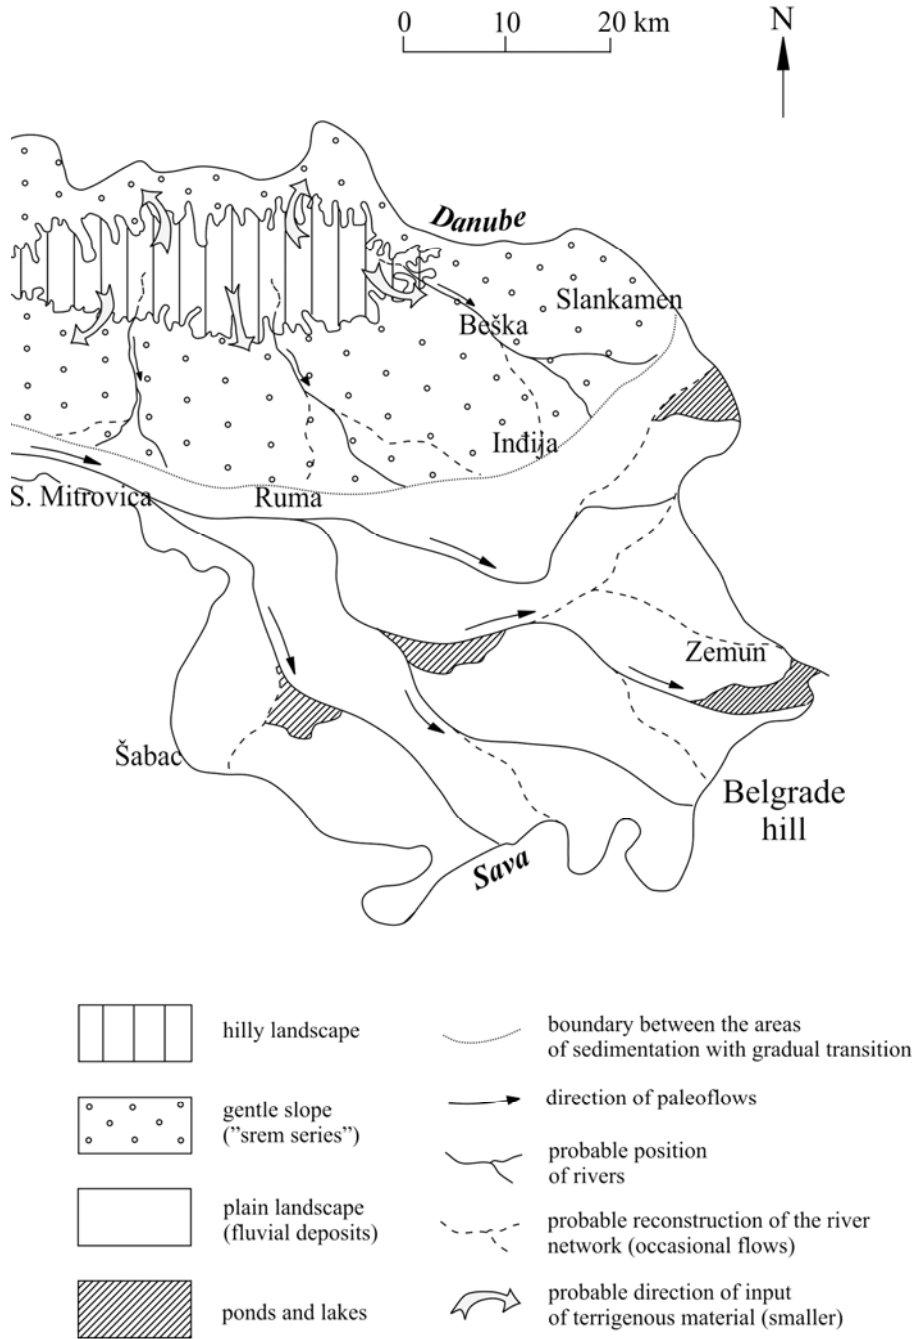 0 10 20 km
N
Danube
Slankamen
Beška
Inđija
S. Mitrovica
Ruma
Zemun
Šabac
Belgrade
hill
Sava
hilly landscape
gentle slope
("srem series")
plain landscape
(fluvial deposits)
ponds and lakes
boundary between the areas
of sedimentation with gradual transition
direction of paleoflows
probable position
of rivers
probable reconstruction of the river
network (occasional flows)
probable direction of input
of terrigenous material (smaller)